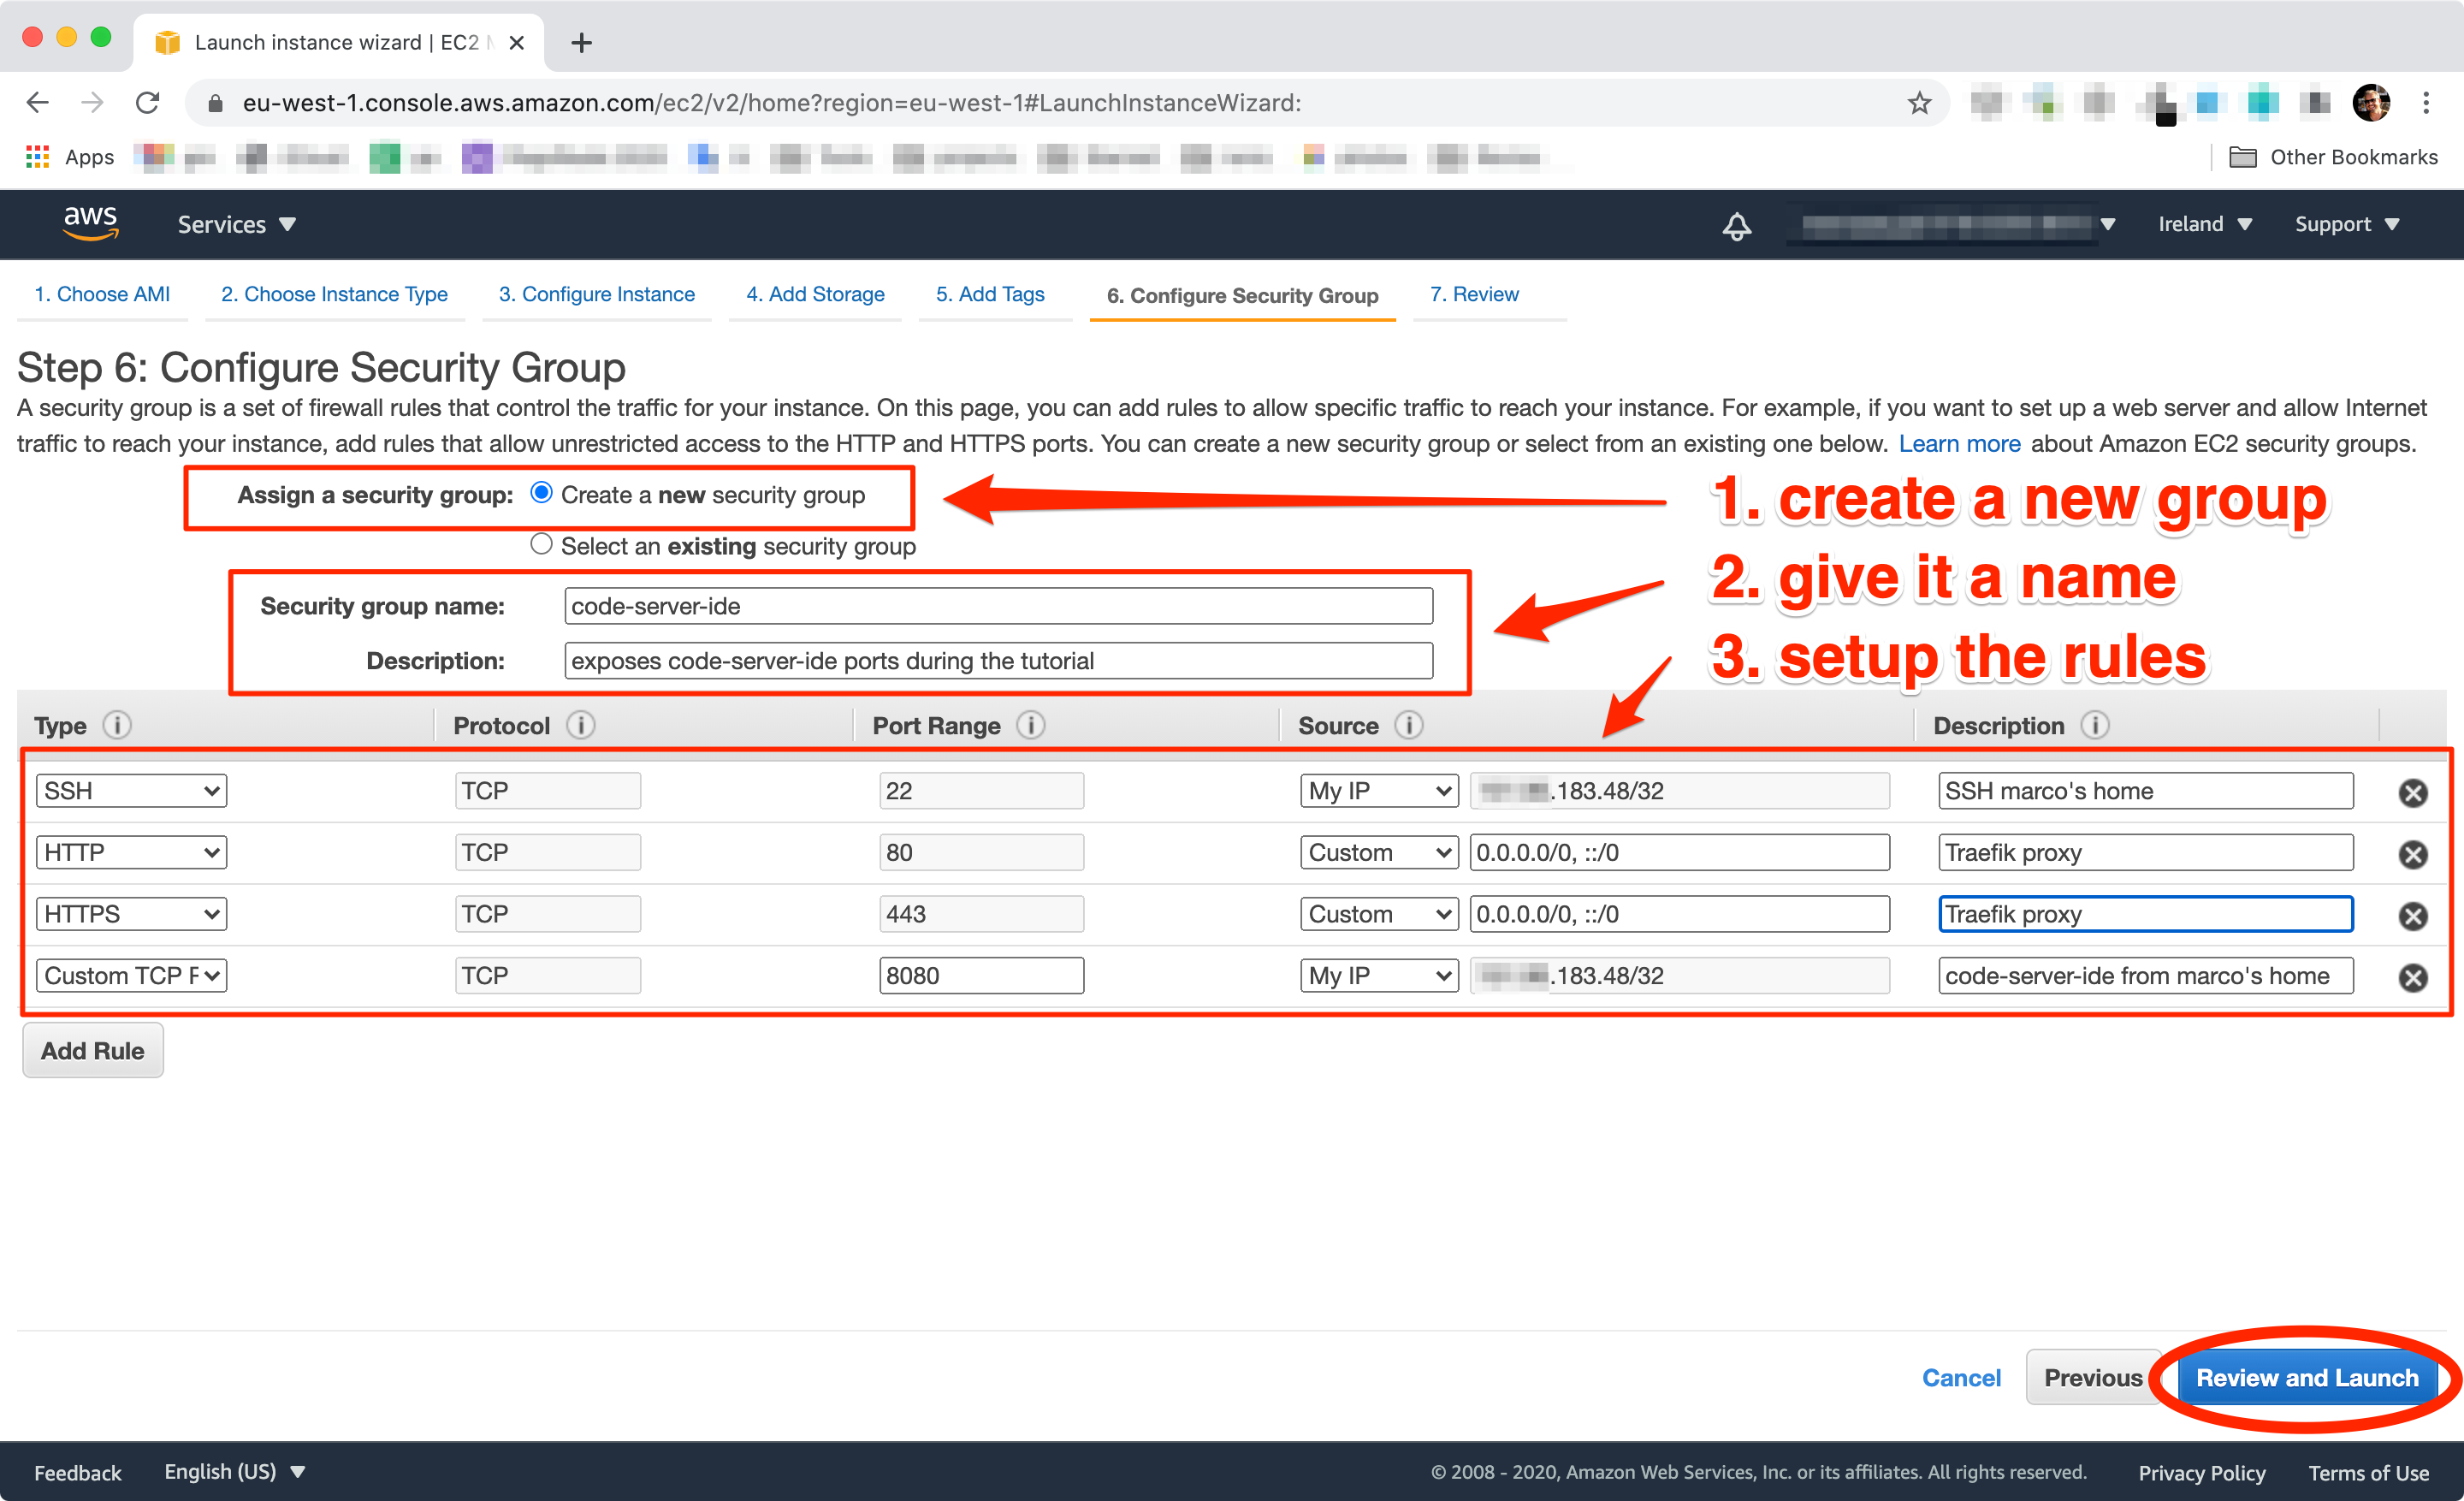 Launch instance wizard | EC2 M
eu-west-1.console.aws.amazon.com/ec2/v2/home?region=eu-west-1#LaunchInstanceWizard:
Apps
Other Bookmarks
aws
Services
Ireland
Support
1. Choose AMI
2. Choose Instance Type
3. Configure Instance
4. Add Storage
5. Add Tags
6. Configure Security Group
7. Review
Step 6: Configure Security Group
A security group is a set of firewall rules that control the traffic for your instance. On this page, you can add rules to allow specific traffic to reach your instance. For example, if you want to set up a web server and allow Internet
traffic to reach your instance, add rules that allow unrestricted access to the HTTP and HTTPS ports. You can create a new security group or select from an existing one below. Learn more about Amazon EC2 security groups.
Assign a security group: Create a new security group
Select an existing security group
1. create a new group
2. give it a name
3. setup the rules
Security group name: code-server-ide
Description: exposes code-server-ide ports during the tutorial
Type i Protocol i Port Range i Source i Description i
SSH TCP 22 My IP .183.48/32 SSH marco's home
HTTP TCP 80 Custom 0.0.0.0/0, ::/0 Traefik proxy
HTTPS TCP 443 Custom 0.0.0.0/0, ::/0 Traefik proxy
Custom TCP F TCP 8080 My IP .183.48/32 code-server-ide from marco's home
Add Rule
Cancel
Previous
Review and Launch
Feedback
English (US)
© 2008 - 2020, Amazon Web Services, Inc. or its affiliates. All rights reserved.
Privacy Policy
Terms of Use